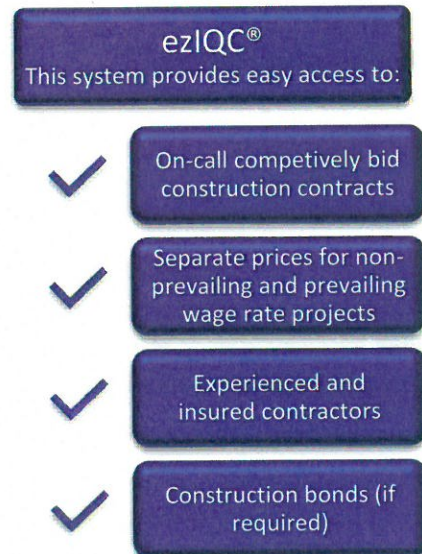 ezIQC®
This system provides easy access to:
On-call competively bid
construction contracts
Separate prices for non-
prevailing and prevailing
wage rate projects
Experienced and
insured contractors
Construction bonds (if
required)